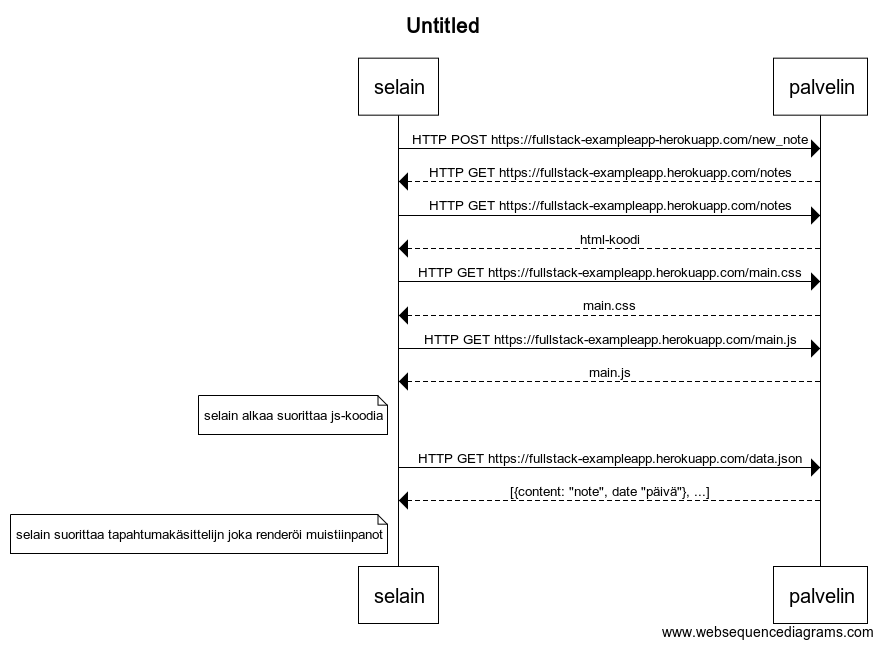 Untitled
selain
palvelin
HTTP POST https://fullstack-exampleapp-herokuapp.com/new_note
HTTP GET https://fullstack-exampleapp.herokuapp.com/notes
HTTP GET https://fullstack-exampleapp.herokuapp.com/notes
html-koodi
HTTP GET https://fullstack-exampleapp.herokuapp.com/main.css
main.css
HTTP GET https://fullstack-exampleapp.herokuapp.com/main.js
main.js
selain alkaa suorittaa js-koodia
HTTP GET https://fullstack-exampleapp.herokuapp.com/data.json
[{content: "note", date "päivä"}, ...]
selain suorittaa tapahtumakäsittelijn joka renderöi muistiinpanot
selain
palvelin
www.websequencediagrams.com